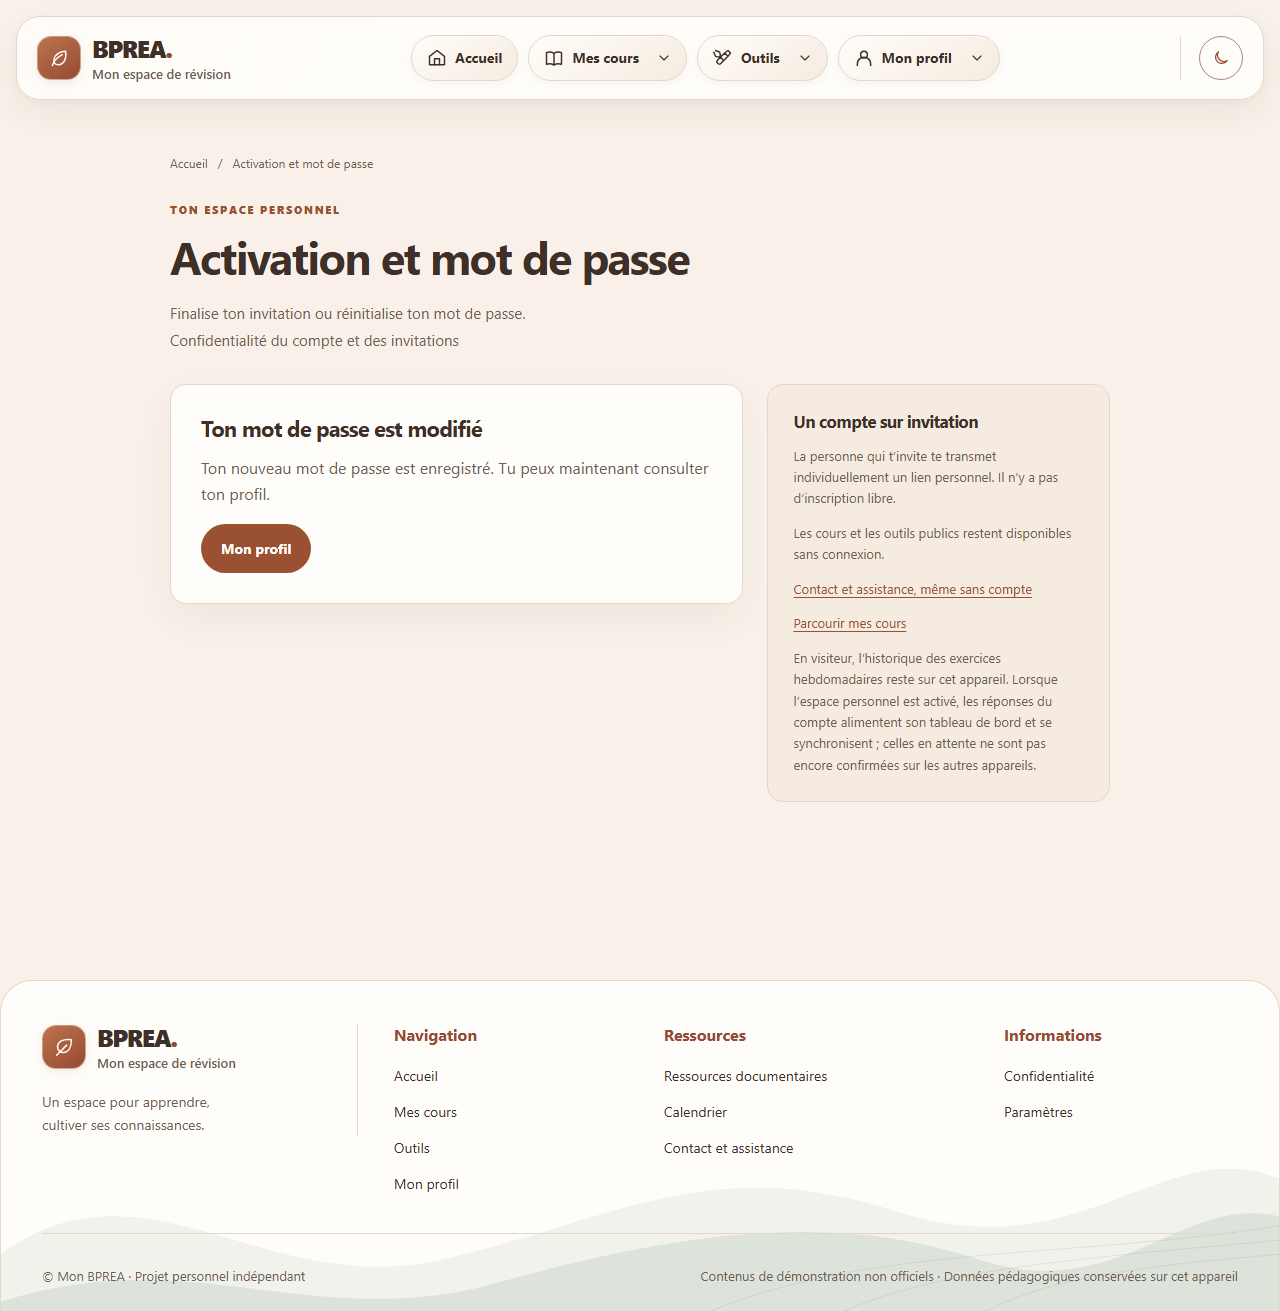 BPREA.
Mon espace de révision
Accueil
Mes cours
Outils
Mon profil
Accueil / Activation et mot de passe
TON ESPACE PERSONNEL
Activation et mot de passe
Finalise ton invitation ou réinitialise ton mot de passe.
Confidentialité du compte et des invitations
Ton mot de passe est modifié
Ton nouveau mot de passe est enregistré. Tu peux maintenant consulter
ton profil.
Mon profil
Un compte sur invitation
La personne qui t’invite te transmet
individuellement un lien personnel. Il n’y a pas
d’inscription libre.
Les cours et les outils publics restent disponibles
sans connexion.
Contact et assistance, même sans compte
Parcourir mes cours
En visiteur, l’historique des exercices
hebdomadaires reste sur cet appareil. Lorsque
l’espace personnel est activé, les réponses du
compte alimentent son tableau de bord et se
synchronisent ; celles en attente ne sont pas
encore confirmées sur les autres appareils.
BPREA.
Mon espace de révision
Un espace pour apprendre,
cultiver ses connaissances.
Navigation
Accueil
Mes cours
Outils
Mon profil
Ressources
Ressources documentaires
Calendrier
Contact et assistance
Informations
Confidentialité
Paramètres
© Mon BPREA · Projet personnel indépendant
Contenus de démonstration non officiels · Données pédagogiques conservées sur cet appareil